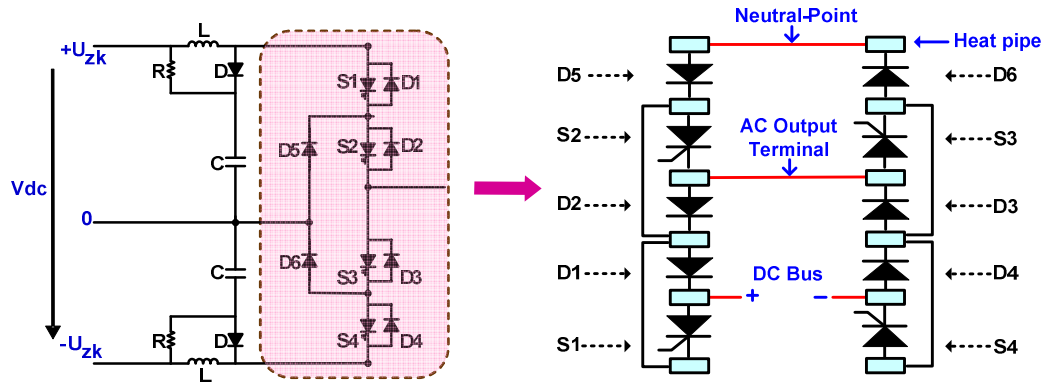 L
+Uzk
R
D
S1
D1
C
D5
S2
D2
Vdc
0
C
D6
S3
D3
R
D
S4
D4
-Uzk
L
Neutral-Point
Heat pipe
D5
D6
S2
AC Output
Terminal
S3
D2
D3
D1
DC Bus
D4
+ -
S1
S4